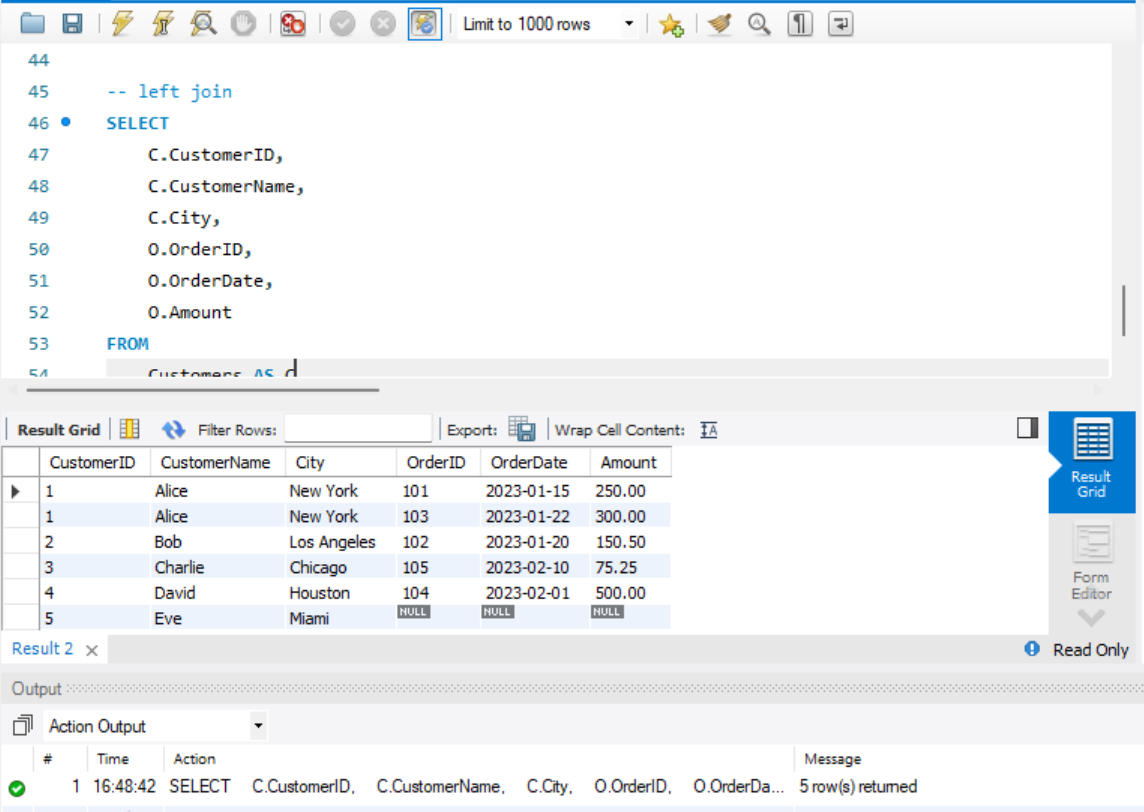 Limit to 1000 rows
44
45 -- left join
46 SELECT
47 C.CustomerID,
48 C.CustomerName,
49 C.City,
50 O.OrderID,
51 O.OrderDate,
52 O.Amount
53 FROM
54 Customers AS
Result Grid Filter Rows: Export: Wrap Cell Content: IA
CustomerID CustomerName City OrderID OrderDate Amount
1 Alice New York 101 2023-01-15 250.00
1 Alice New York 103 2023-01-22 300.00
2 Bob Los Angeles 102 2023-01-20 150.50
3 Charlie Chicago 105 2023-02-10 75.25
4 David Houston 104 2023-02-01 500.00
5 Eve Miami NULL NULL NULL
Result
Grid
Form
Editor
Result 2 Read Only
Output
Action Output
# Time Action Message
1 16:48:42 SELECT C.CustomerID, C.CustomerName, C.City, O.OrderID, O.OrderDa... 5 row(s) returned